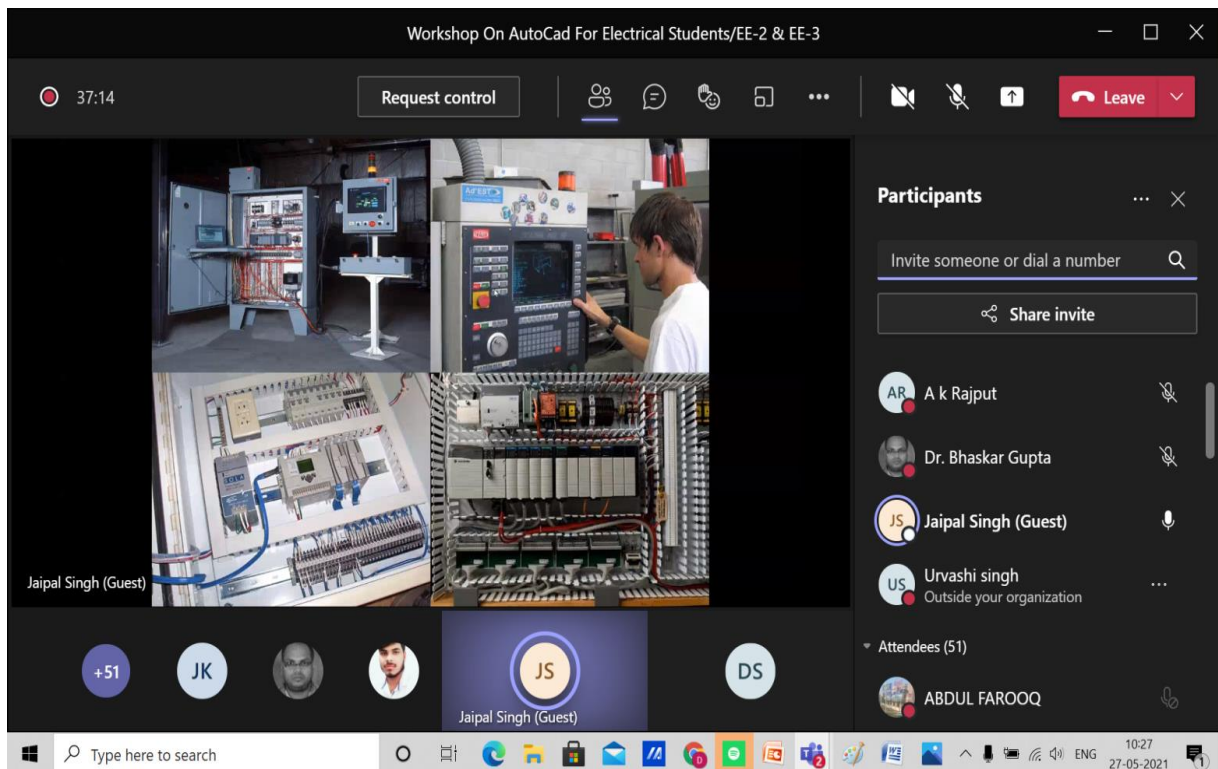 Workshop On AutoCad For Electrical Students/EE-2 & EE-3
37:14
Request control
Leave
Participants
Invite someone or dial a number
Share invite
AR A k Rajput
Dr. Bhaskar Gupta
JS Jaipal Singh (Guest)
US Urvashi singh
Outside your organization
Attendees (51)
ABDUL FAROOQ
Jaipal Singh (Guest)
+51
JK
JS
DS
Jaipal Singh (Guest)
Type here to search
ENG
10:27
27-05-2021